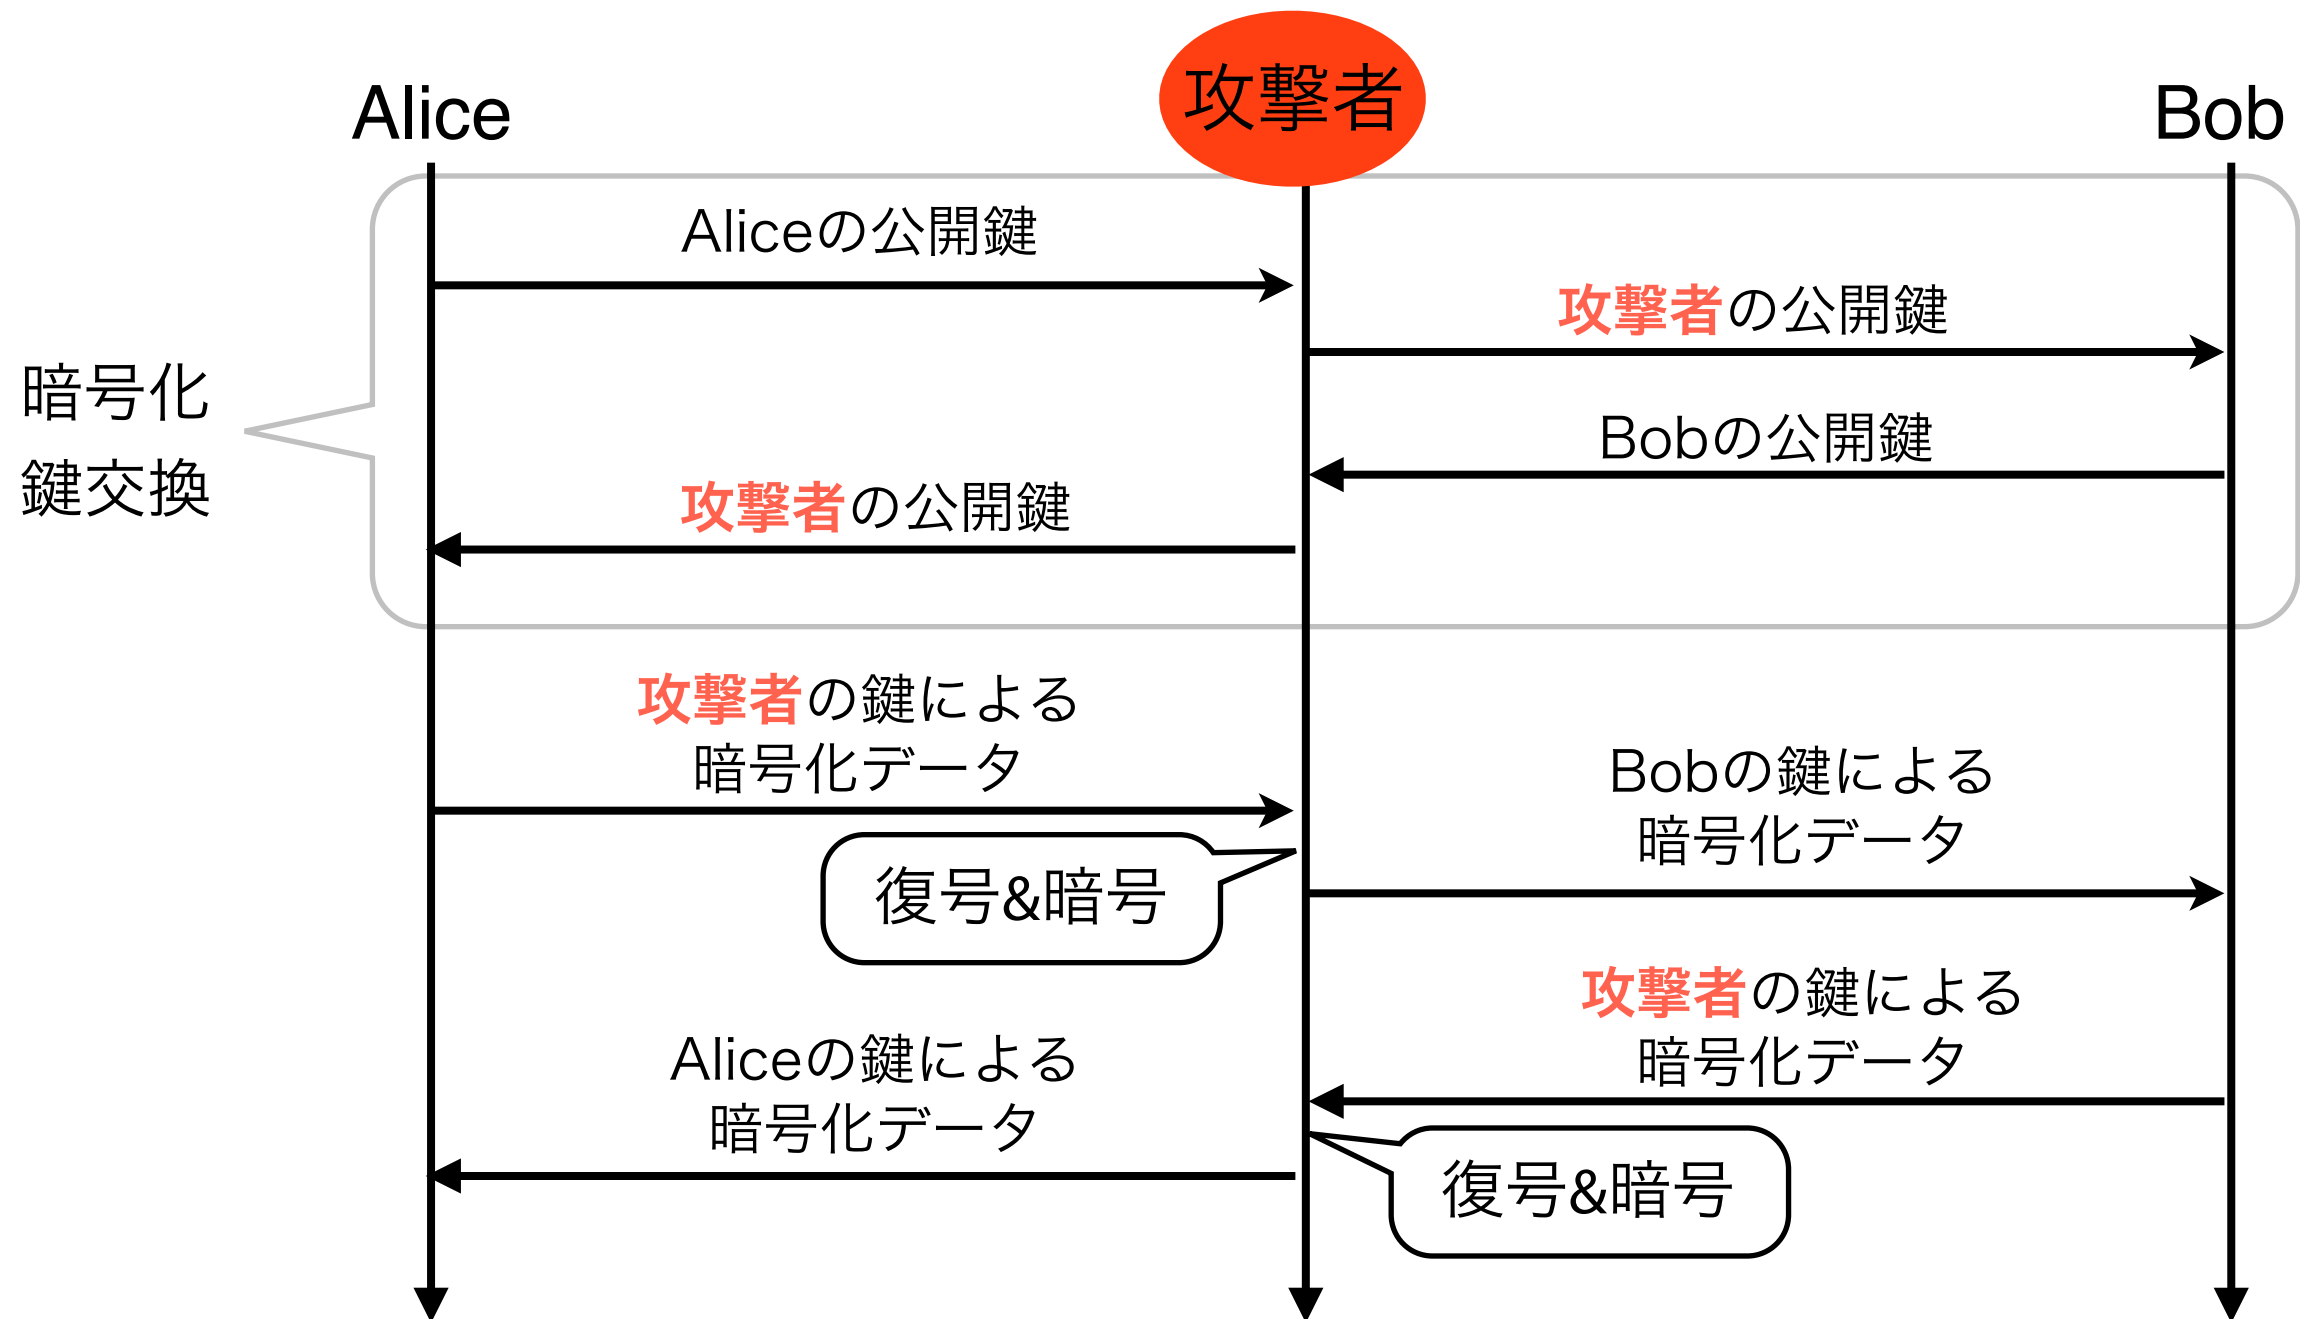 Alice
攻撃者
Bob
Aliceの公開鍵
攻撃者の公開鍵
暗号化
鍵交換
Bobの公開鍵
攻撃者の公開鍵
攻撃者の鍵による
暗号化データ
Bobの鍵による
暗号化データ
復号&暗号
攻撃者の鍵による
暗号化データ
Aliceの鍵による
暗号化データ
復号&暗号